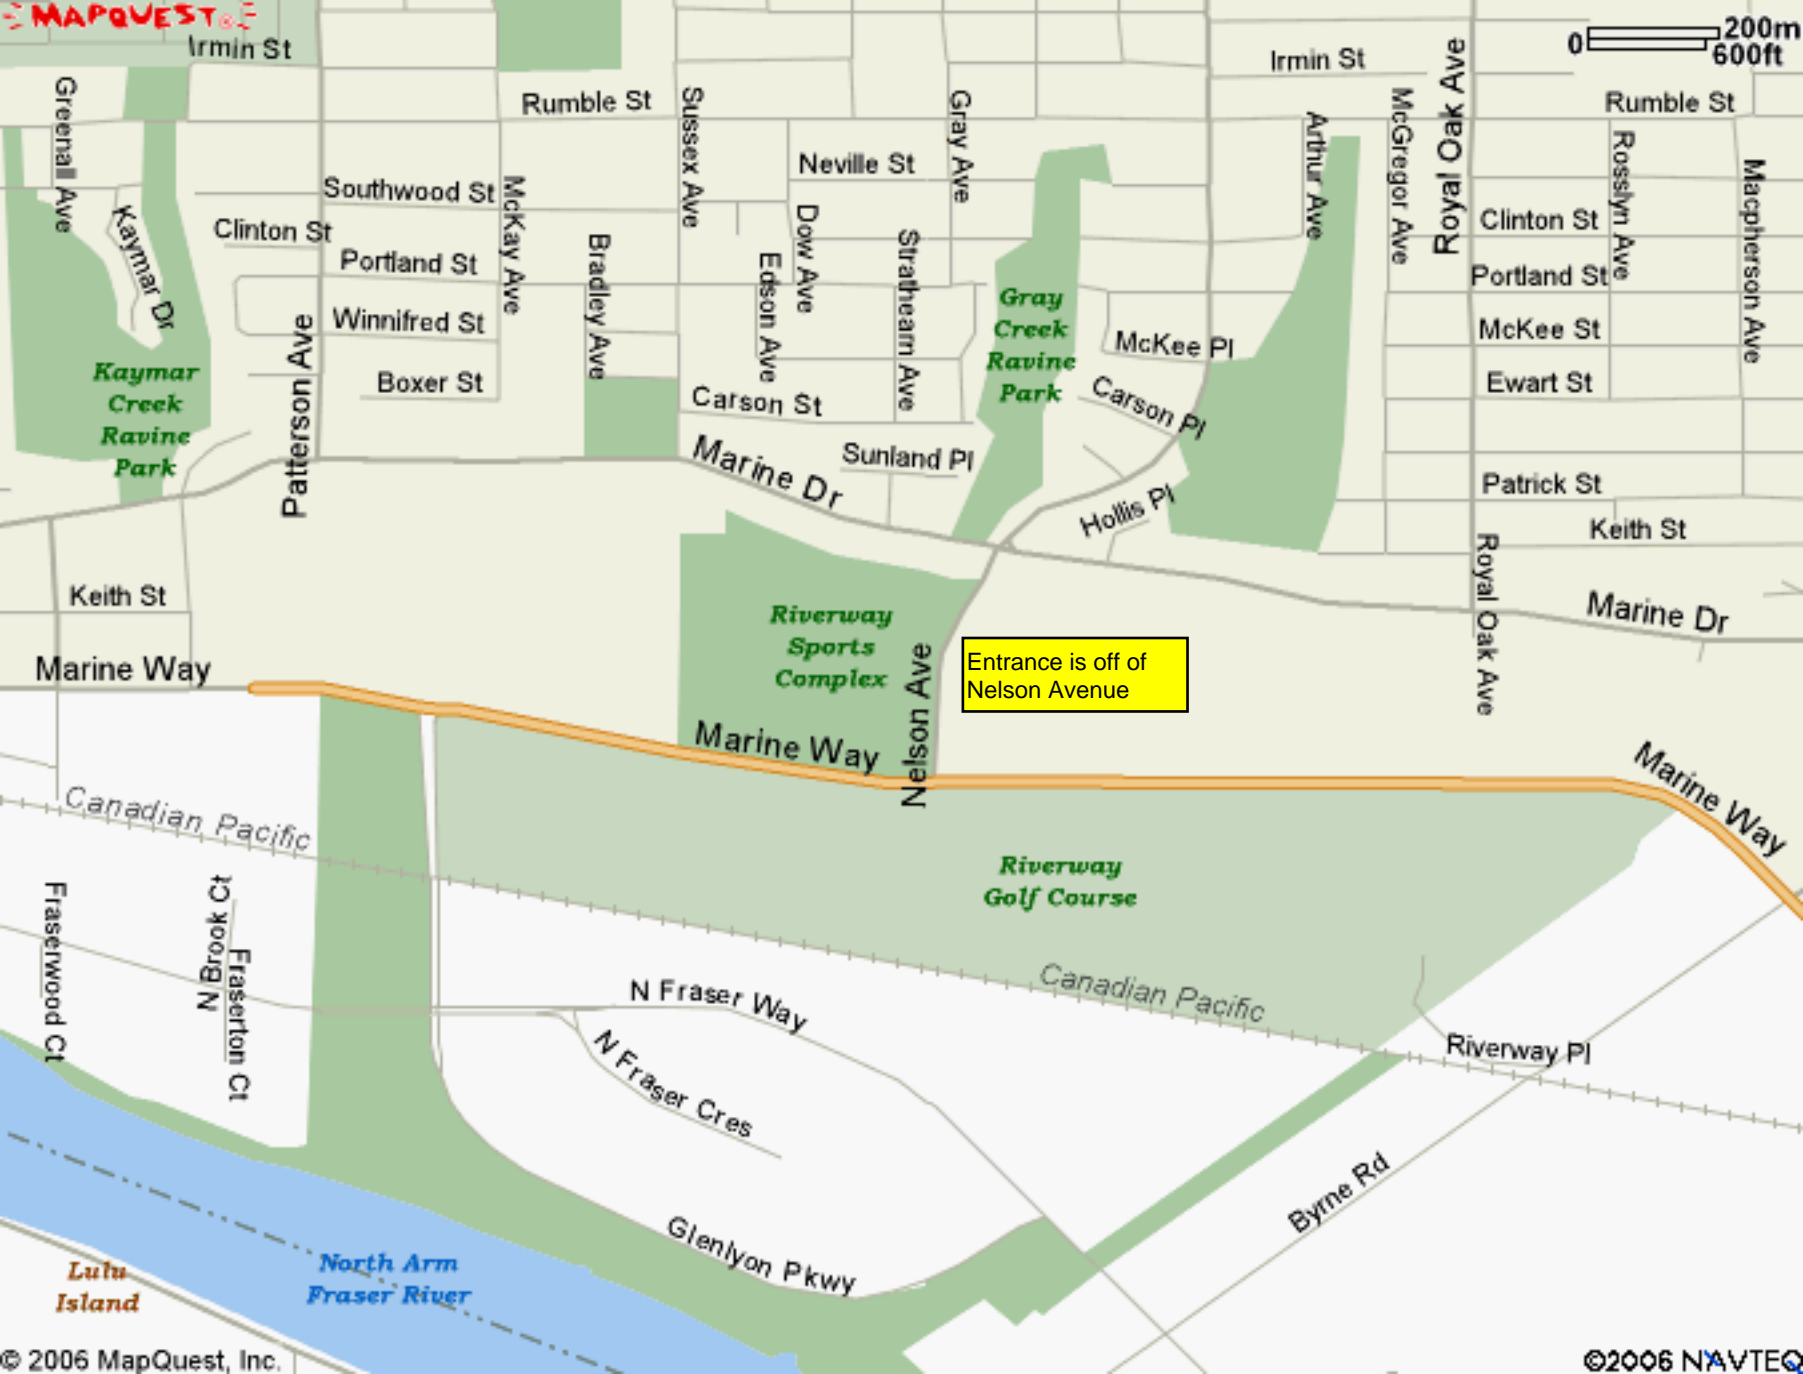 MAPQUEST®
200m
0
600ft
Irmin St
Irmin St
Greenall Ave
Rumble St
Sussex Ave
Gray Ave
Arthur Ave
McGregor Ave
Royal Oak Ave
Rumble St
Neville St
Southwood St
McKay Ave
Rosslyn Ave
Macpherson Ave
Kaymar Dr
Clinton St
Dow Ave
Clinton St
Portland St
Bradley Ave
Edson Ave
Strathearn Ave
Portland St
Winnifred St
Gray
Creek
Ravine
Park
McKee Pl
McKee St
Patterson Ave
Kaymar
Creek
Ravine
Park
Boxer St
Carson St
Carson Pl
Ewart St
Marine Dr
Sunland Pl
Hollis Pl
Patrick St
Keith St
Keith St
Royal Oak Ave
Marine Dr
Riverway
Sports
Complex
Nelson Ave
Entrance is off of
Nelson Avenue
Marine Way
Marine Way
Marine Way
Canadian Pacific
Riverway
Golf Course
Fraserwood Ct
N Brook Ct
Fraserton Ct
N Fraser Way
Canadian Pacific
N Fraser Cres
Riverway Pl
Byrne Rd
Glenlyon Pkwy
Lulu
Island
North Arm
Fraser River
© 2006 MapQuest, Inc.
©2006 NAVTEQ